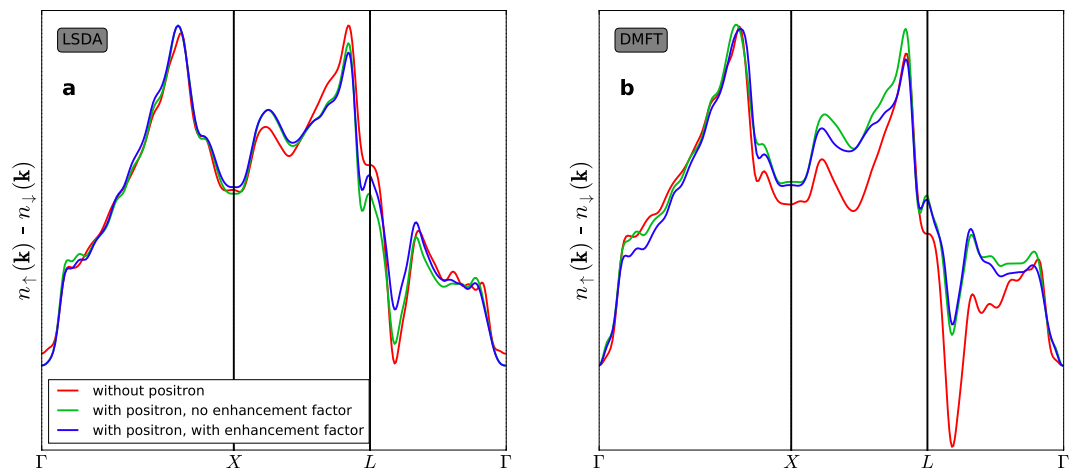 LSDA
a
n↑(k) - n↓(k)
without positron
with positron, no enhancement factor
with positron, with enhancement factor
Γ X L Γ
DMFT
b
n↑(k) - n↓(k)
Γ X L Γ